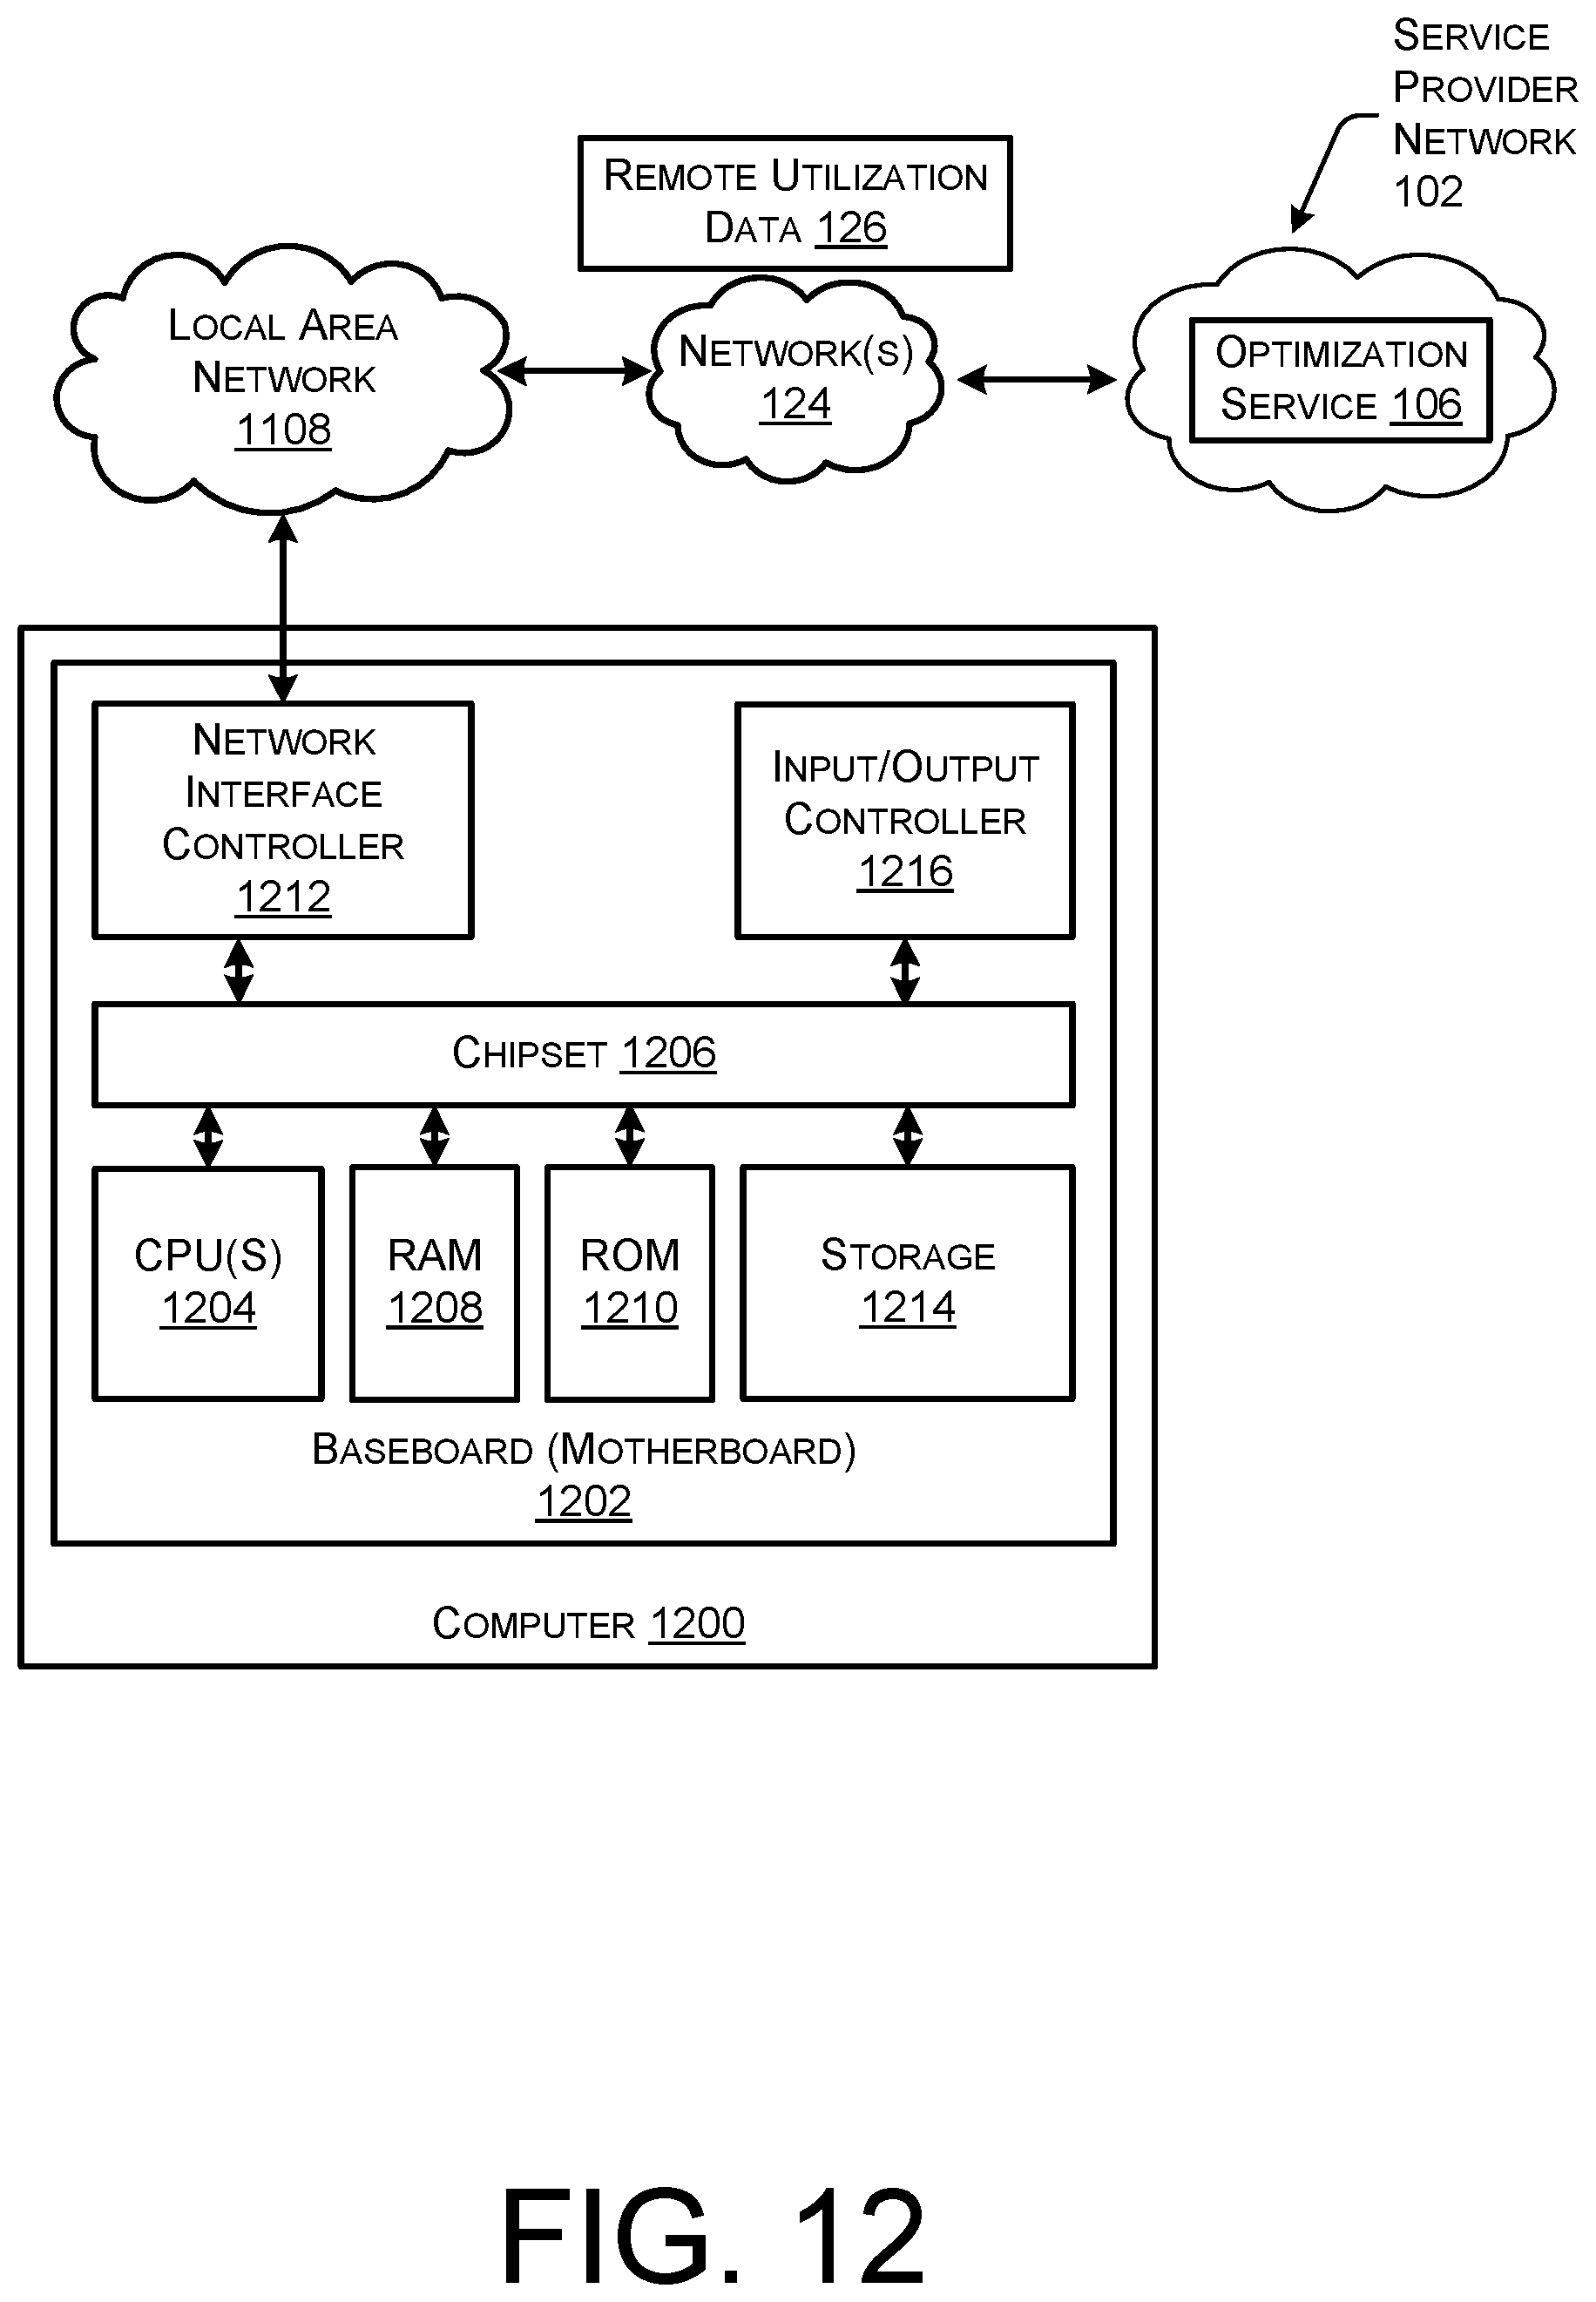 SERVICE
PROVIDER
NETWORK
102
REMOTE UTILIZATION
DATA 126
LOCAL AREA
NETWORK
1108
NETWORK(S)
124
OPTIMIZATION
SERVICE 106
NETWORK
INTERFACE
CONTROLLER
1212
INPUT/OUTPUT
CONTROLLER
1216
CHIPSET 1206
CPU(S)
1204
RAM
1208
ROM
1210
STORAGE
1214
BASEBOARD (MOTHERBOARD)
1202
COMPUTER 1200
FIG. 12